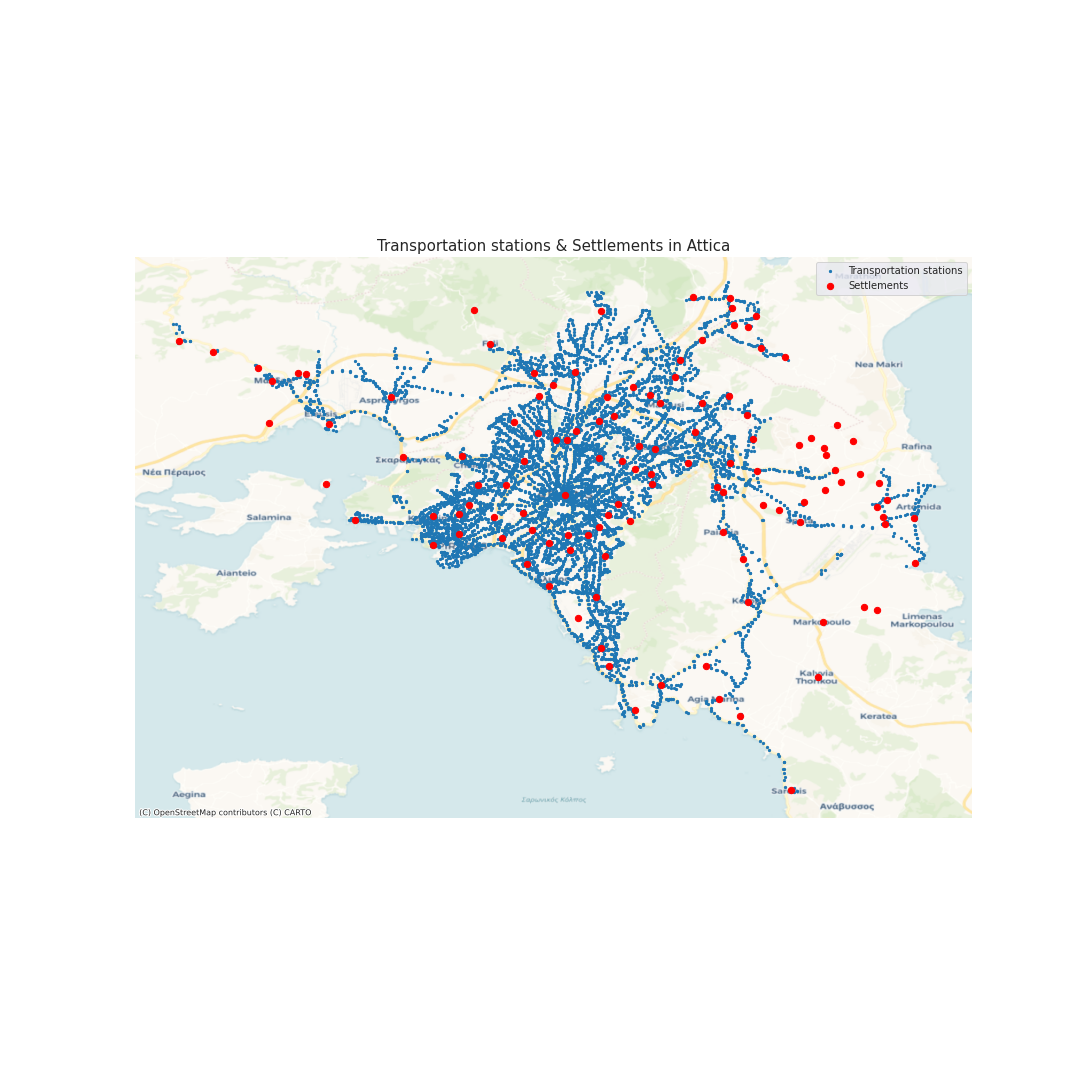 Transportation stations & Settlements in Attica
Transportation stations
Settlements
Nea Makri
Rafina
Νέα Πέραμος
Σκαραμαγκάς
Aspropyrgos
Salamina
Aianteio
Artemida
Markopoulo
Limenas
Markopoulou
Kalyvia
Thorikou
Keratea
Agia Marina
Aegina
Σαρωνικός Κόλπος
Ανάβυσσος
(C) OpenStreetMap contributors (C) CARTO